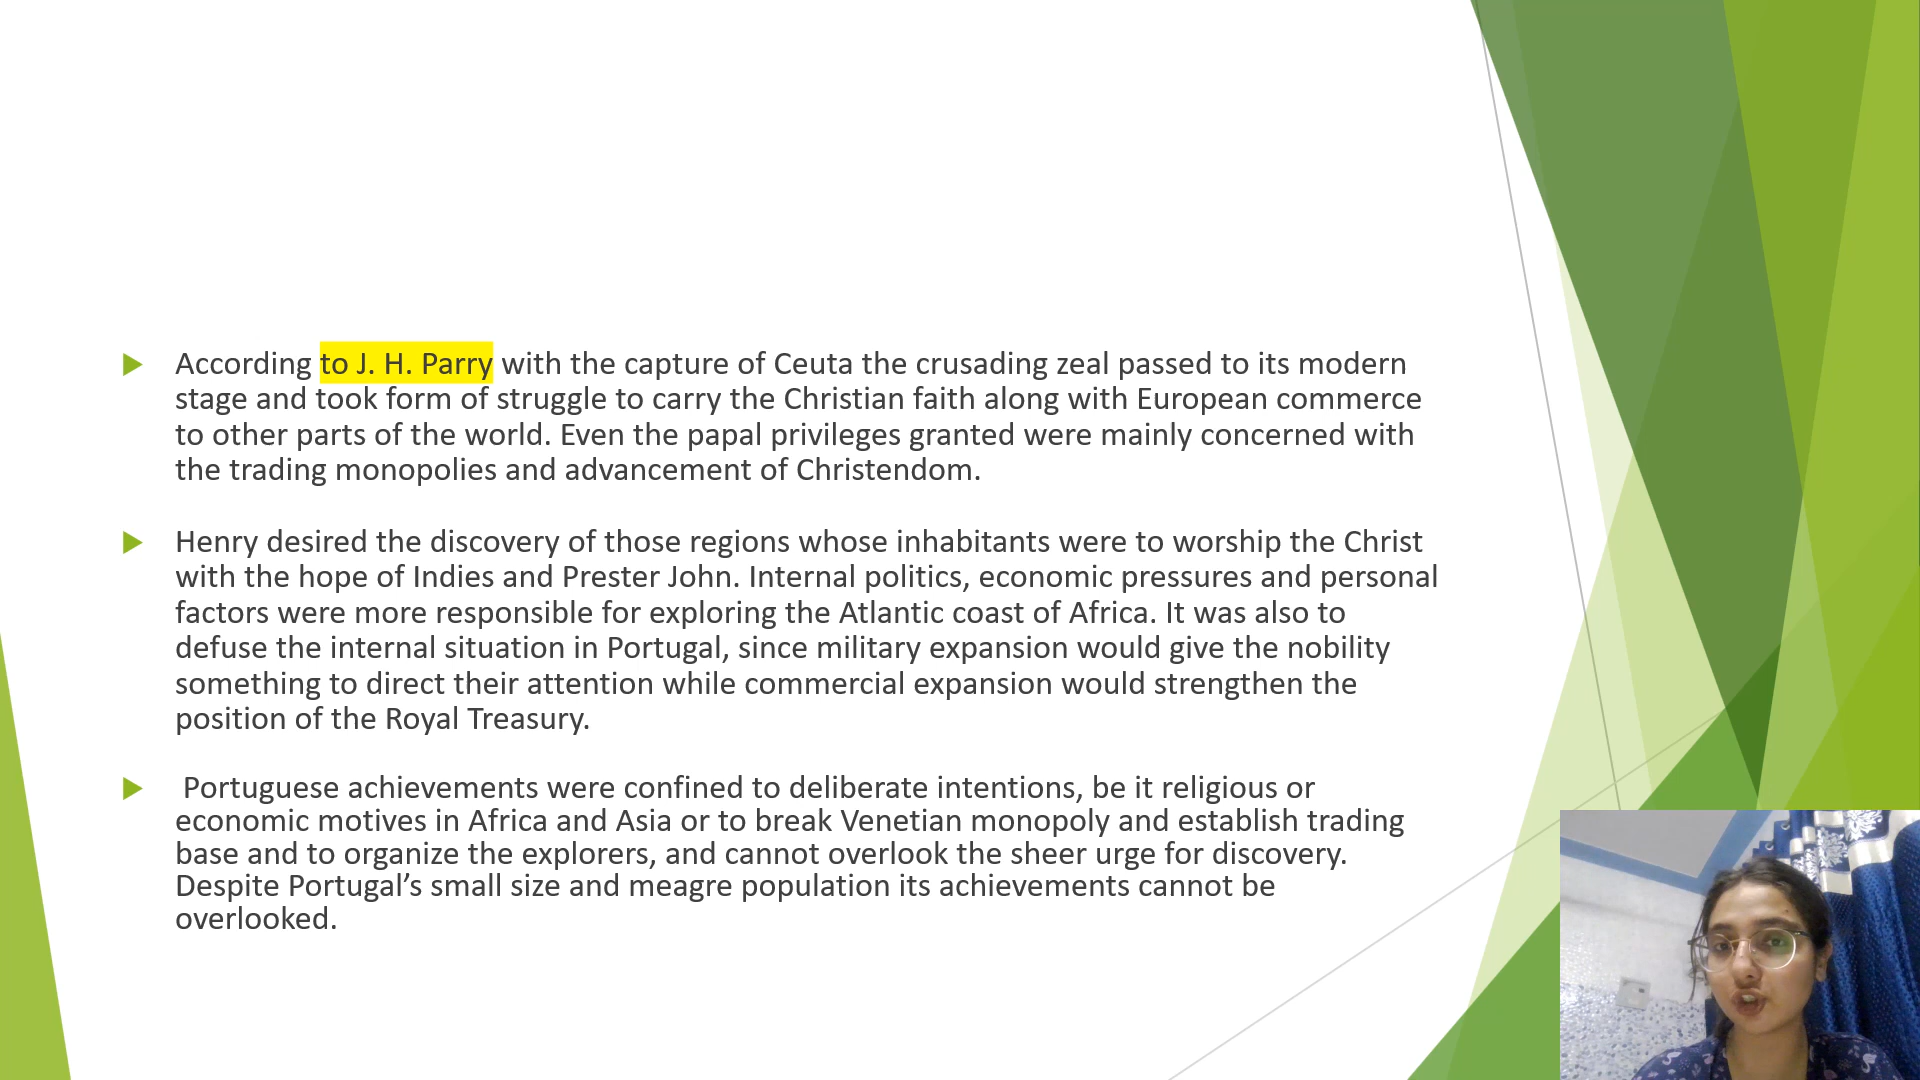 According to J. H. Parry with the capture of Ceuta the crusading zeal passed to its modern
stage and took form of struggle to carry the Christian faith along with European commerce
to other parts of the world. Even the papal privileges granted were mainly concerned with
the trading monopolies and advancement of Christendom.
Henry desired the discovery of those regions whose inhabitants were to worship the Christ
with the hope of Indies and Prester John. Internal politics, economic pressures and personal
factors were more responsible for exploring the Atlantic coast of Africa. It was also to
defuse the internal situation in Portugal, since military expansion would give the nobility
something to direct their attention while commercial expansion would strengthen the
position of the Royal Treasury.
Portuguese achievements were confined to deliberate intentions, be it religious or
economic motives in Africa and Asia or to break Venetian monopoly and establish trading
base and to organize the explorers, and cannot overlook the sheer urge for discovery.
Despite Portugal’s small size and meagre population its achievements cannot be
overlooked.